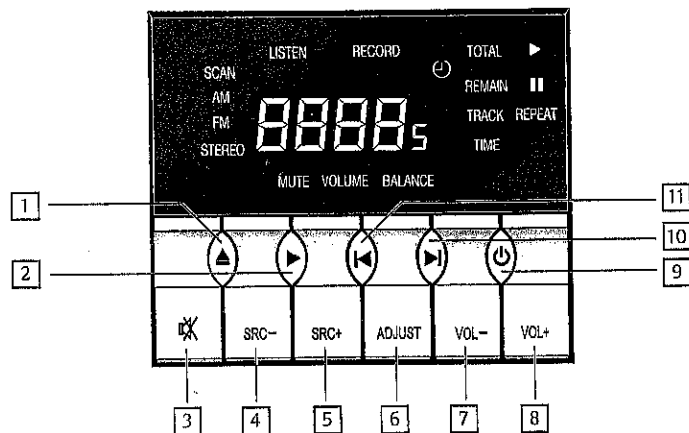 LISTEN RECORD TOTAL
SCAN
REMAIN
AM
FM
TRACK REPEAT
8888s
STEREO
TIME
MUTE VOLUME BALANCE
1
11
10
2
9
SRC− SRC+ ADJUST VOL− VOL+
3 4 5 6 7 8